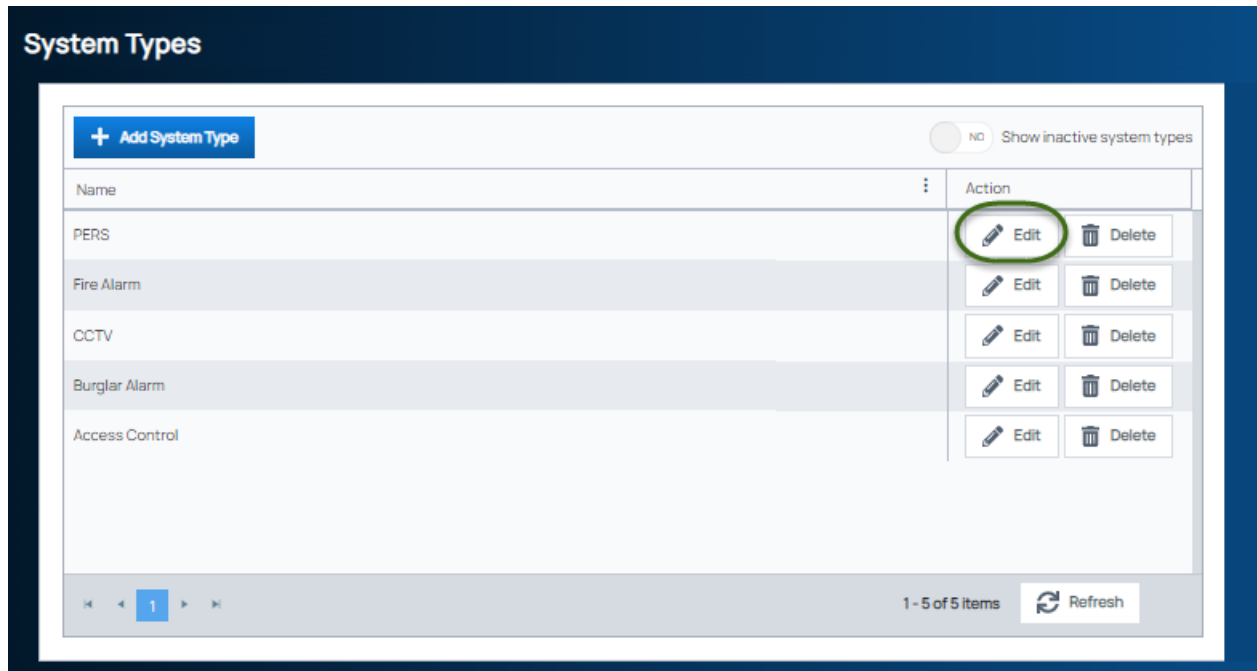 System Types
Add System Type NO Show inactive system types
Name Action
PERS Edit Delete
Fire Alarm Edit Delete
CCTV Edit Delete
Burglar Alarm Edit Delete
Access Control Edit Delete
1 1 - 5 of 5 items Refresh